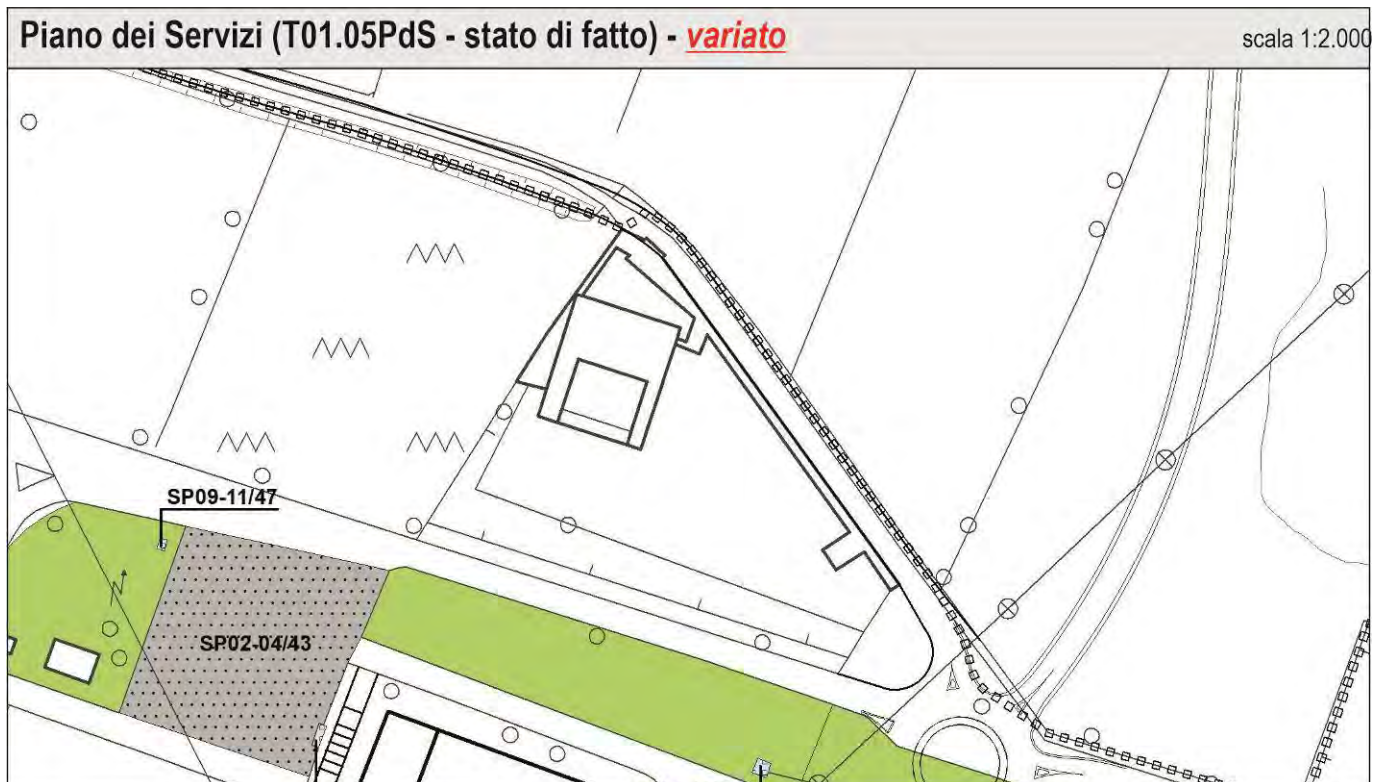 Piano dei Servizi (T01.05PdS - stato di fatto) - variato
scala 1:2.000
SP09-11/47
SP02-04/43